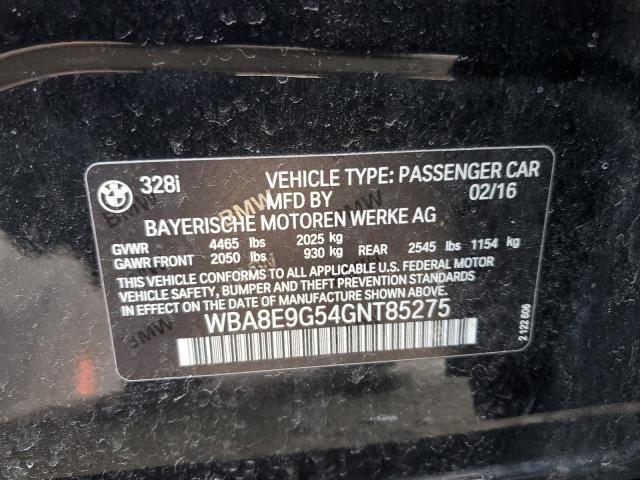 328i
VEHICLE TYPE: PASSENGER CAR
MFD BY 02/16
BAYERISCHE MOTOREN WERKE AG
GVWR 4465 lbs 2025 kg
GAWR FRONT 2050 lbs 930 kg REAR 2545 lbs 1154 kg
THIS VEHICLE CONFORMS TO ALL APPLICABLE U.S. FEDERAL MOTOR
VEHICLE SAFETY, BUMPER AND THEFT PREVENTION STANDARDS
IN EFFECT ON THE DATE OF MANUFACTURE SHOWN ABOVE.
WBA8E9G54GNT85275
2 122 606